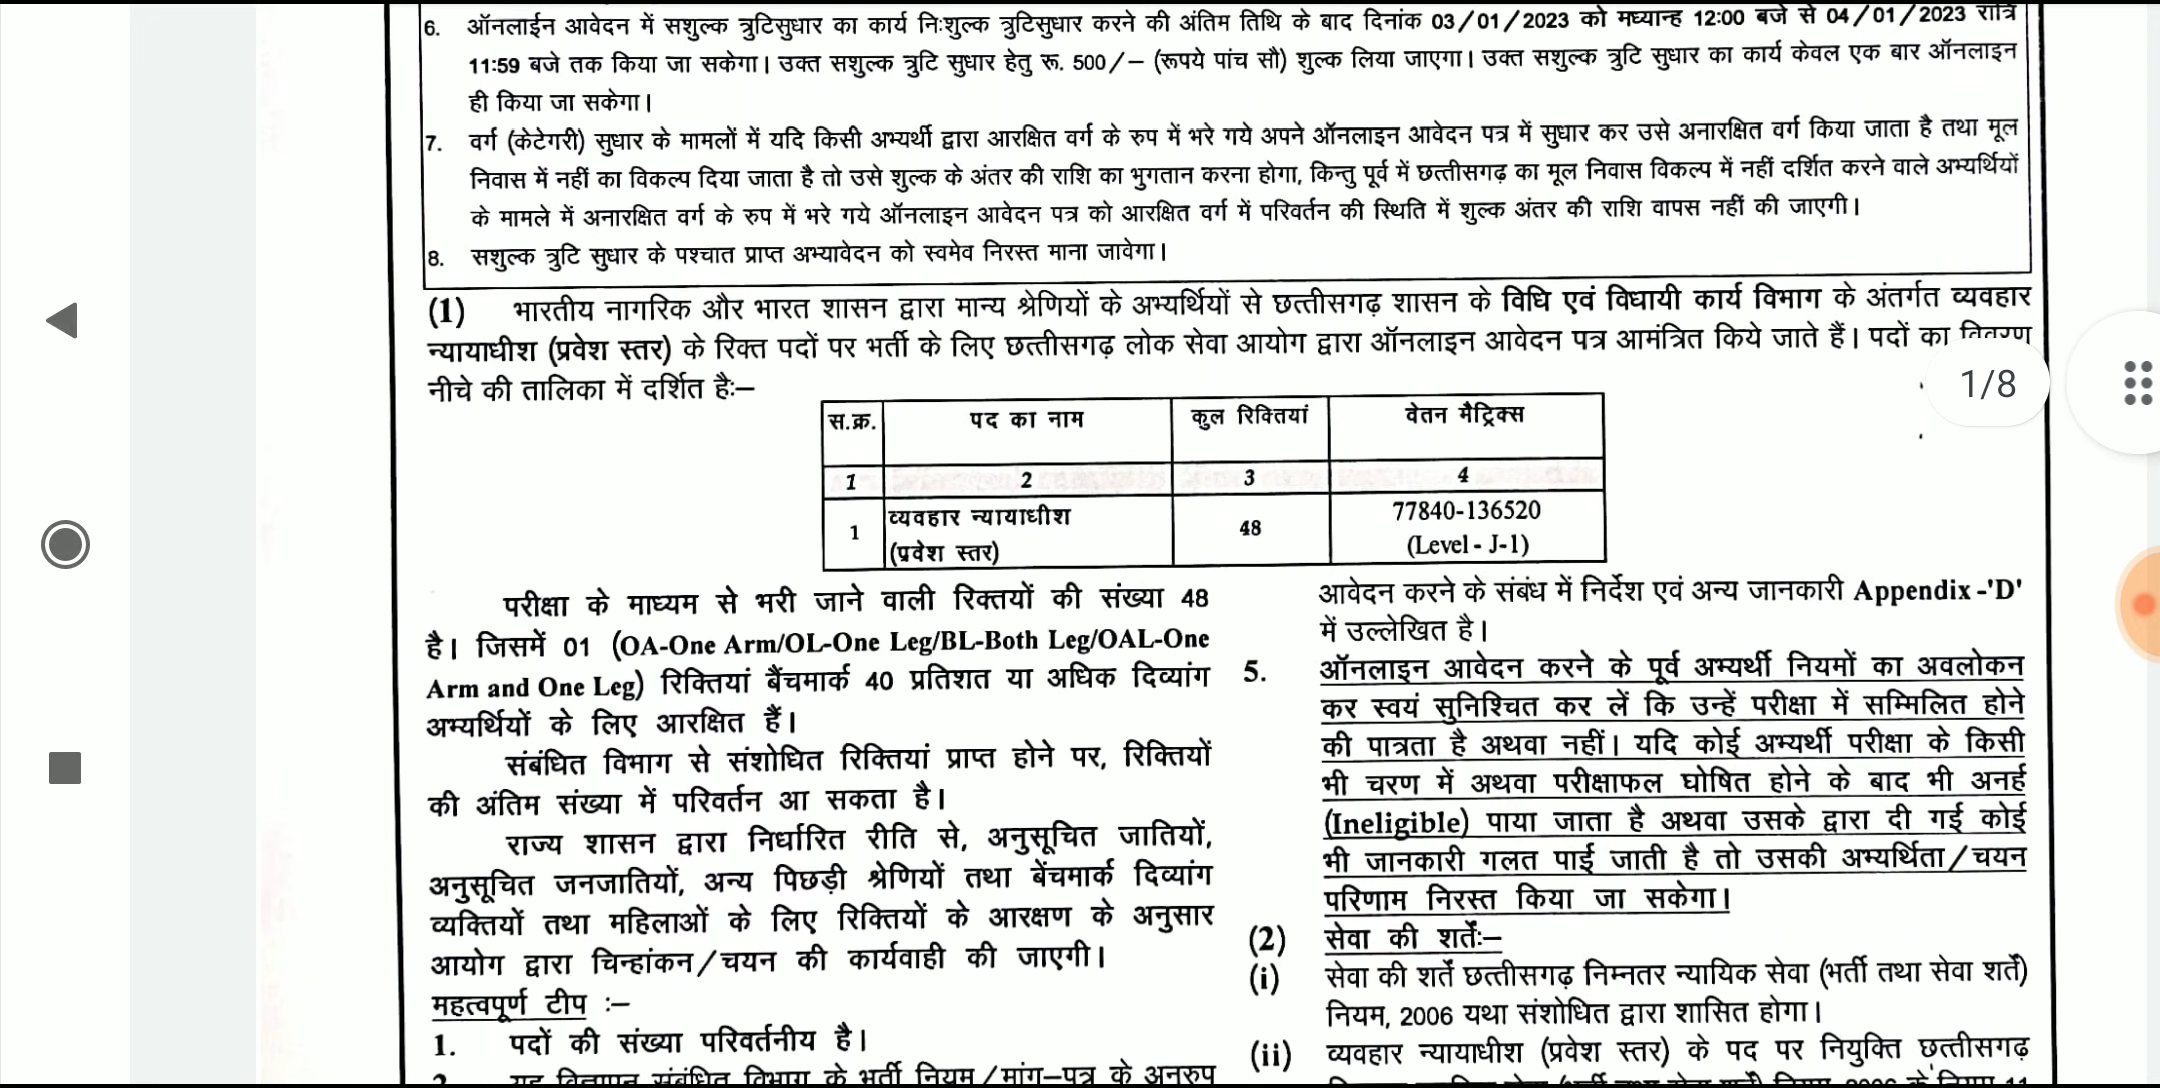 6. ऑनलाईन आवेदन में सशुल्क त्रुटिसुधार का कार्य निःशुल्क त्रुटिसुधार करने की अंतिम तिथि के बाद दिनांक 03/01/2023 को मध्यान्ह 12:00 बजे से 04/01/2023 रात्रि
11:59 बजे तक किया जा सकेगा। उक्त सशुल्क त्रुटि सुधार हेतु रू. 500/– (रूपये पांच सौ) शुल्क लिया जाएगा। उक्त सशुल्क त्रुटि सुधार का कार्य केवल एक बार ऑनलाइन
ही किया जा सकेगा।
7. वर्ग (केटेगरी) सुधार के मामलों में यदि किसी अभ्यर्थी द्वारा आरक्षित वर्ग के रुप में भरे गये अपने ऑनलाइन आवेदन पत्र में सुधार कर उसे अनारक्षित वर्ग किया जाता है तथा मूल
निवास में नहीं का विकल्प दिया जाता है तो उसे शुल्क के अंतर की राशि का भुगतान करना होगा, किन्तु पूर्व में छत्तीसगढ़ का मूल निवास विकल्प में नहीं दर्शित करने वाले अभ्यर्थियों
के मामले में अनारक्षित वर्ग के रुप में भरे गये ऑनलाइन आवेदन पत्र को आरक्षित वर्ग में परिवर्तन की स्थिति में शुल्क अंतर की राशि वापस नहीं की जाएगी।
8. सशुल्क त्रुटि सुधार के पश्चात प्राप्त अभ्यावेदन को स्वमेव निरस्त माना जावेगा।
(1) भारतीय नागरिक और भारत शासन द्वारा मान्य श्रेणियों के अभ्यर्थियों से छत्तीसगढ़ शासन के विधि एवं विधायी कार्य विभाग के अंतर्गत व्यवहार
न्यायाधीश (प्रवेश स्तर) के रिक्त पदों पर भर्ती के लिए छत्तीसगढ़ लोक सेवा आयोग द्वारा ऑनलाइन आवेदन पत्र आमंत्रित किये जाते हैं। पदों का विवरण
नीचे की तालिका में दर्शित है:–
1/8
स.क्र. पद का नाम कुल रिक्तियां वेतन मैट्रिक्स
1 2 3 4
1 व्यवहार न्यायाधीश (प्रवेश स्तर) 48 77840-136520 (Level - J-1)
परीक्षा के माध्यम से भरी जाने वाली रिक्तयों की संख्या 48
है। जिसमें 01 (OA-One Arm/OL-One Leg/BL-Both Leg/OAL-One
Arm and One Leg) रिक्तियां बैंचमार्क 40 प्रतिशत या अधिक दिव्यांग
अभ्यर्थियों के लिए आरक्षित हैं।
संबंधित विभाग से संशोधित रिक्तियां प्राप्त होने पर, रिक्तियों
की अंतिम संख्या में परिवर्तन आ सकता है।
राज्य शासन द्वारा निर्धारित रीति से, अनुसूचित जातियों,
अनुसूचित जनजातियों, अन्य पिछड़ी श्रेणियों तथा बेंचमार्क दिव्यांग
व्यक्तियों तथा महिलाओं के लिए रिक्तियों के आरक्षण के अनुसार
आयोग द्वारा चिन्हांकन/चयन की कार्यवाही की जाएगी।
महत्वपूर्ण टीप :–
1. पदों की संख्या परिवर्तनीय है।
2. यह विज्ञापन संबंधित विभाग के भर्ती नियम/मांग–पत्र के अनुरुप
आवेदन करने के संबंध में निर्देश एवं अन्य जानकारी Appendix -'D'
में उल्लेखित है।
5. ऑनलाइन आवेदन करने के पूर्व अभ्यर्थी नियमों का अवलोकन
कर स्वयं सुनिश्चित कर लें कि उन्हें परीक्षा में सम्मिलित होने
की पात्रता है अथवा नहीं। यदि कोई अभ्यर्थी परीक्षा के किसी
भी चरण में अथवा परीक्षाफल घोषित होने के बाद भी अनर्ह
(Ineligible) पाया जाता है अथवा उसके द्वारा दी गई कोई
भी जानकारी गलत पाई जाती है तो उसकी अभ्यर्थिता/चयन
परिणाम निरस्त किया जा सकेगा।
(2) सेवा की शर्तें:–
(i) सेवा की शर्तें छत्तीसगढ़ निम्नतर न्यायिक सेवा (भर्ती तथा सेवा शर्तें)
नियम, 2006 यथा संशोधित द्वारा शासित होगा।
(ii) व्यवहार न्यायाधीश (प्रवेश स्तर) के पद पर नियुक्ति छत्तीसगढ़